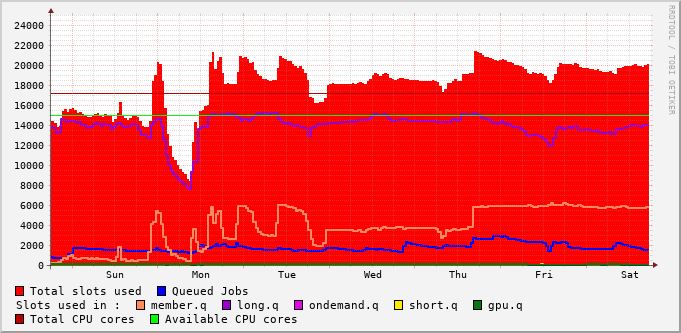 24000
22000
20000
18000
16000
14000
12000
10000
8000
6000
4000
2000
0
Sun Mon Tue Wed Thu Fri Sat
RRDTOOL / TOBI OETIKER
Total slots used Queued Jobs
Slots used in : member.q long.q ondemand.q short.q gpu.q
Total CPU cores Available CPU cores